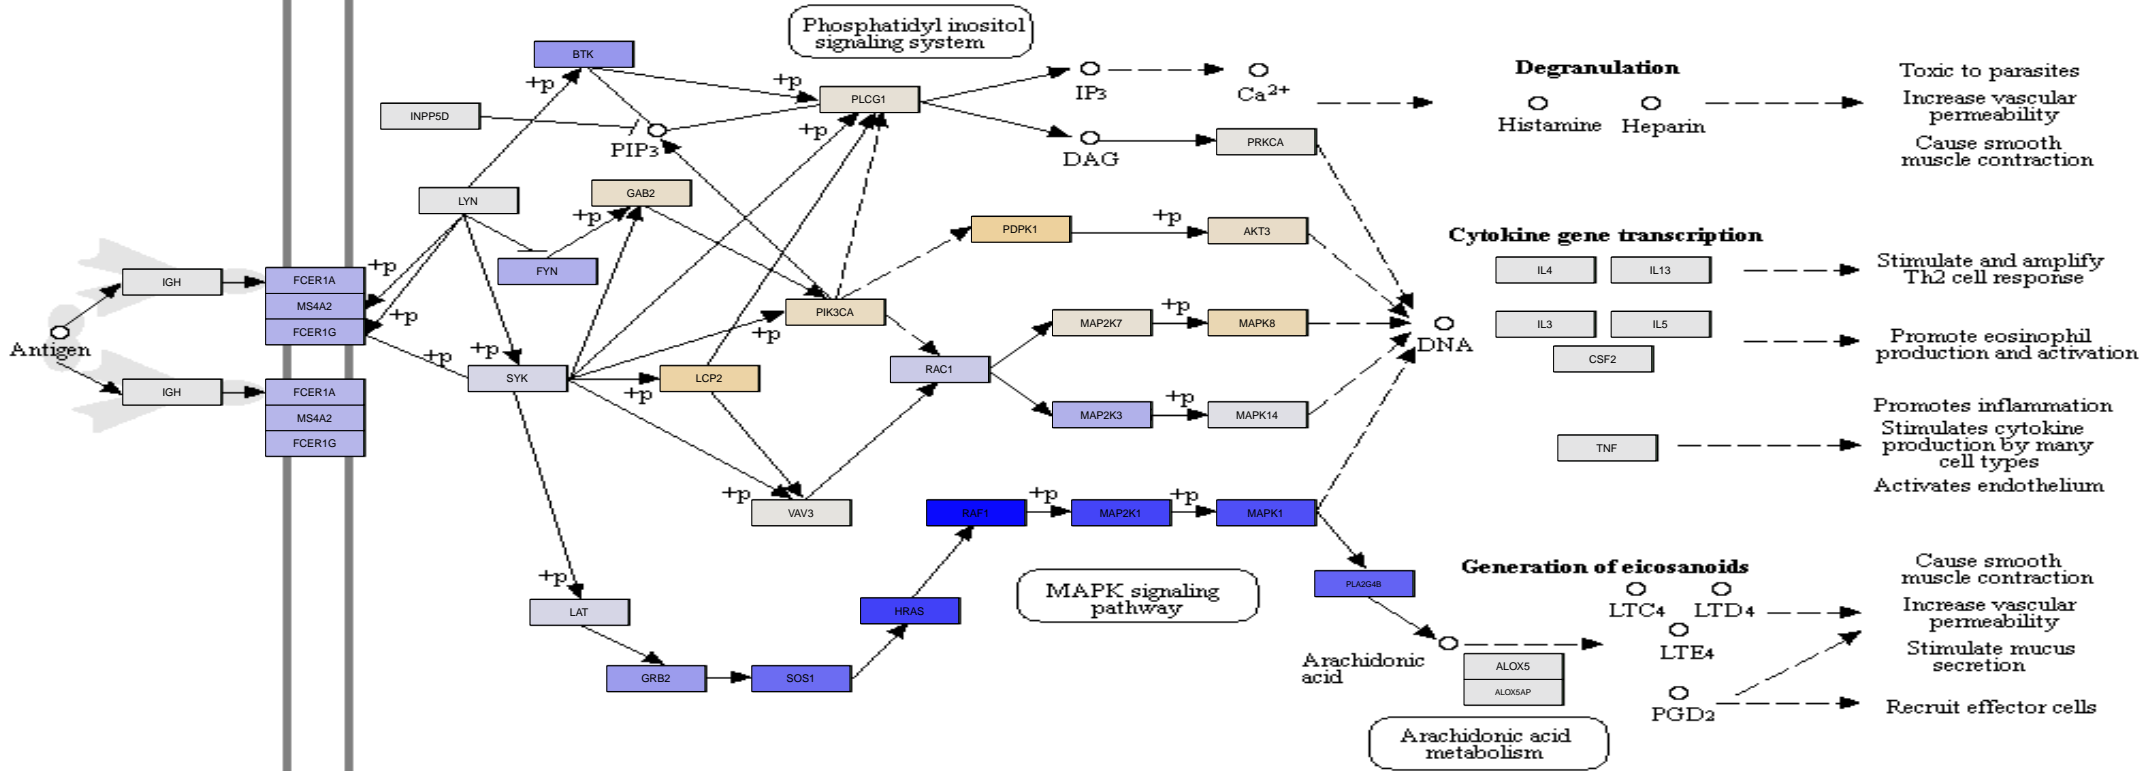 Phosphatidyl inositol
signaling system
BTK
+p
+p
IP3
Ca2+
Degranulation
Toxic to parasites
INPP5D
PLCG1
+p
Histamine
Heparin
Increase vascular
permeability
PIP3
DAG
PRKCA
Cause smooth
muscle contraction
LYN
GAB2
+p
PDPK1
+p
AKT3
Cytokine gene transcription
+p
FYN
IL4
IL13
Stimulate and amplify
Th2 cell response
IGH
FCER1A
MS4A2
FCER1G
+p
PIK3CA
+p
MAP2K7
+p
MAPK8
DNA
IL3
IL5
CSF2
Promote eosinophil
production and activation
Antigen
+p
+p
SYK
+p
LCP2
RAC1
IGH
FCER1A
MS4A2
FCER1G
MAP2K3
+p
MAPK14
Promotes inflammation
Stimulates cytokine
production by many
cell types
TNF
Activates endothelium
+p
VAV3
RAF1
+p
MAP2K1
+p
MAPK1
+p
LAT
HRAS
MAPK signaling
pathway
PLA2G4B
Generation of eicosanoids
LTC4
LTD4
LTE4
Cause smooth
muscle contraction
Increase vascular
permeability
Stimulate mucus
secretion
GRB2
SOS1
Arachidonic
acid
ALOX5
ALOX5AP
PGD2
Recruit effector cells
Arachidonic acid
metabolism